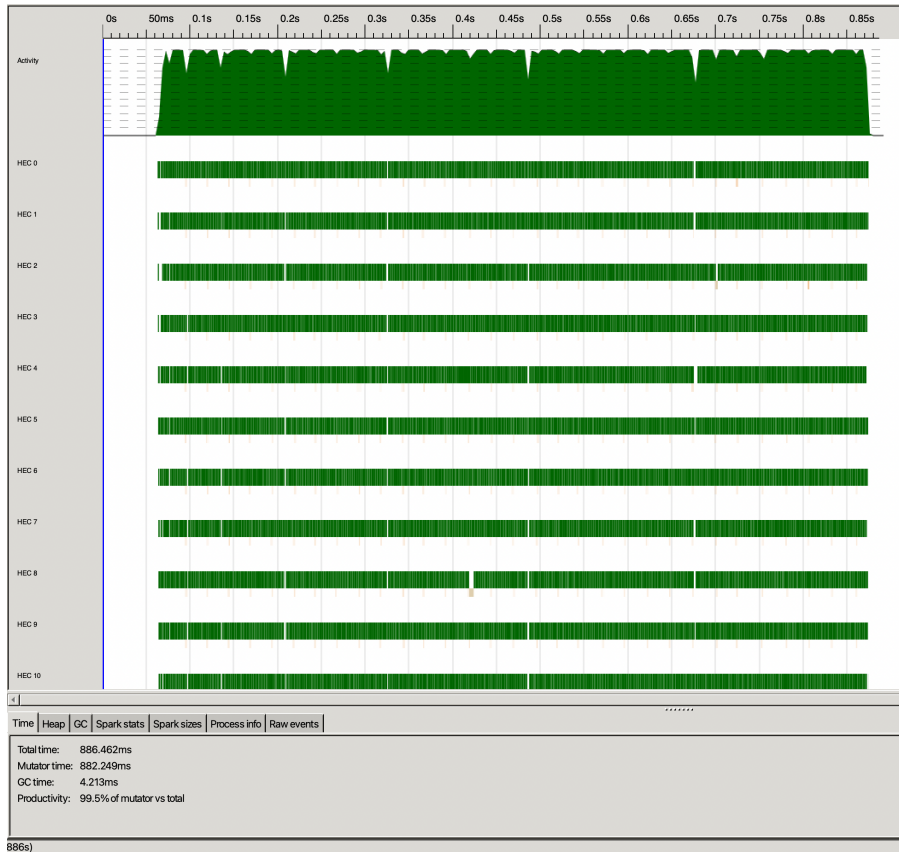 0s 50ms 0.1s 0.15s 0.2s 0.25s 0.3s 0.35s 0.4s 0.45s 0.5s 0.55s 0.6s 0.65s 0.7s 0.75s 0.8s 0.85s
Activity
HEC 0
HEC 1
HEC 2
HEC 3
HEC 4
HEC 5
HEC 6
HEC 7
HEC 8
HEC 9
HEC 10
Time Heap GC Spark stats Spark sizes Process info Raw events
Total time: 886.462ms
Mutator time: 882.249ms
GC time: 4.213ms
Productivity: 99.5% of mutator vs total
886s)